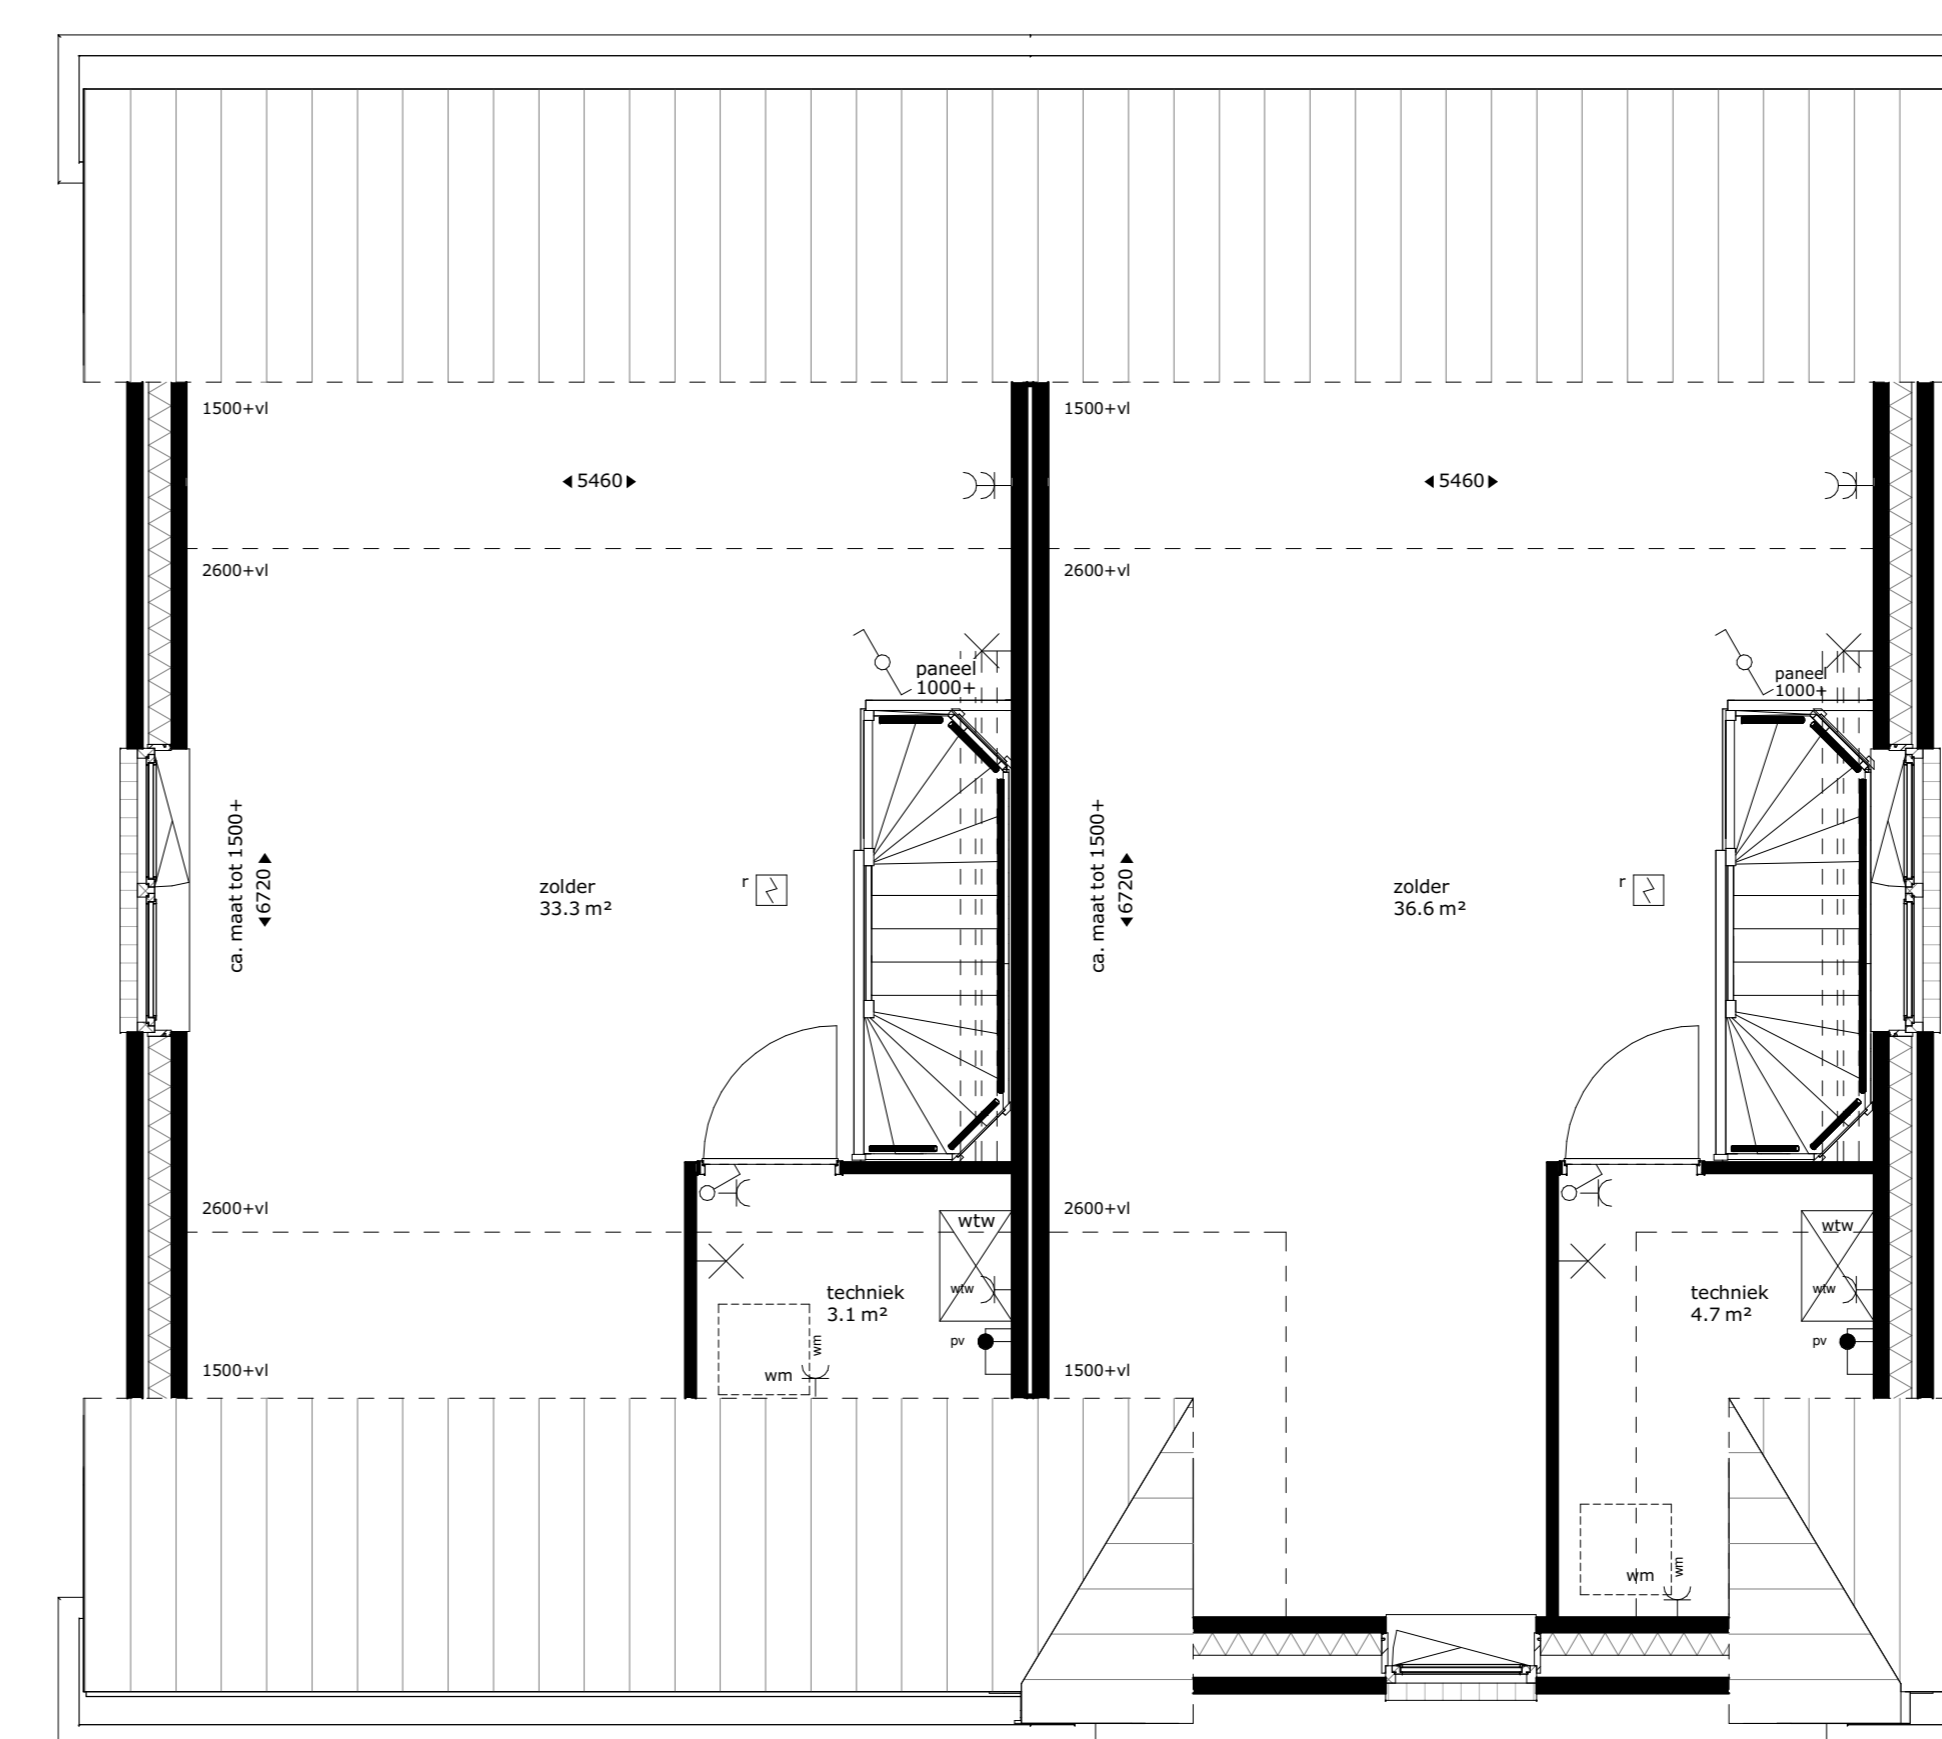 1500+vl
1500+vl
5460
5460
2600+vl
2600+vl
paneel
1000+
paneel
1000+
ca. maat tot 1500+
6720
zolder
33.3 m²
r
ca. maat tot 1500+
6720
zolder
36.6 m²
r
2600+vl
wtw
2600+vl
wtw
techniek
3.1 m²
wtw
techniek
4.7 m²
wtw
pv
pv
1500+vl
wm
wm
1500+vl
wm
wm